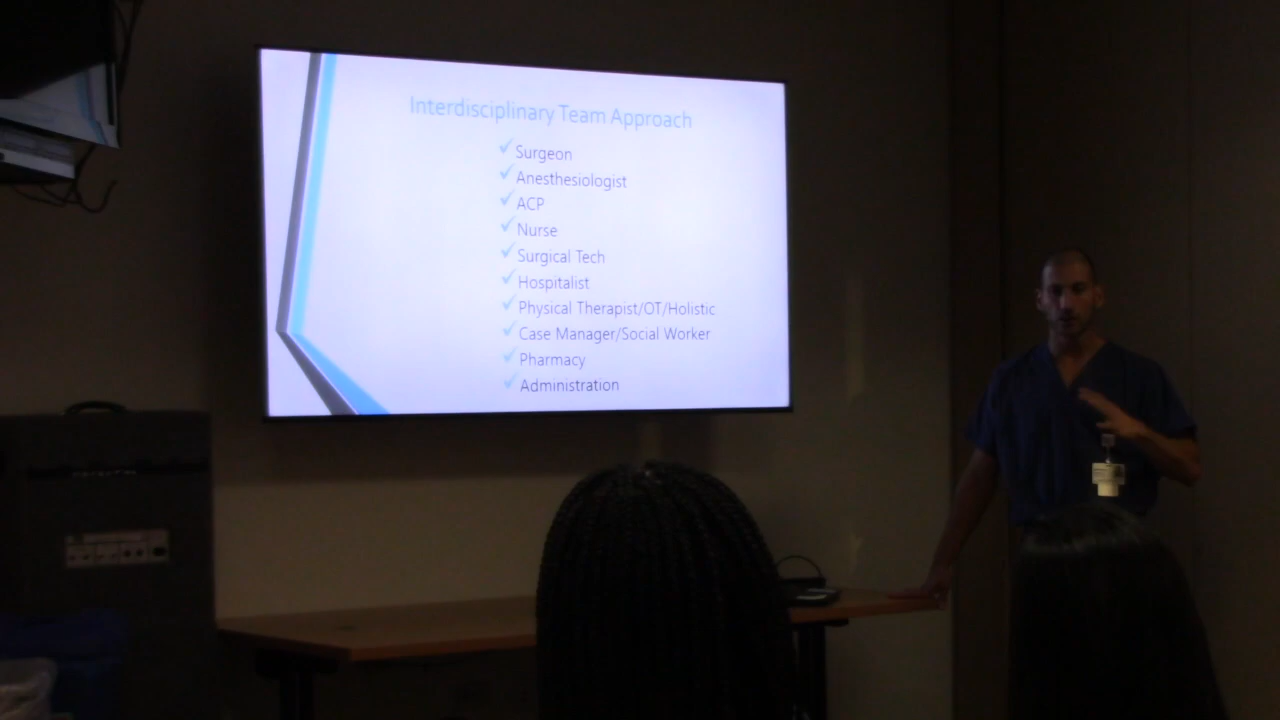 Interdisciplinary Team Approach
Surgeon
Anesthesiologist
ACP
Nurse
Surgical Tech
Hospitalist
Physical Therapist/OT/Holistic
Case Manager/Social Worker
Pharmacy
Administration